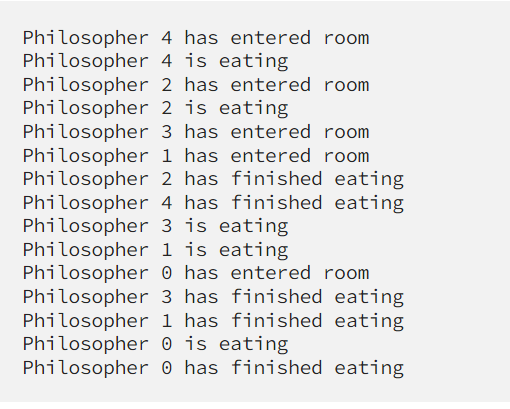 Philosopher 4 has entered room
Philosopher 4 is eating
Philosopher 2 has entered room
Philosopher 2 is eating
Philosopher 3 has entered room
Philosopher 1 has entered room
Philosopher 2 has finished eating
Philosopher 4 has finished eating
Philosopher 3 is eating
Philosopher 1 is eating
Philosopher 0 has entered room
Philosopher 3 has finished eating
Philosopher 1 has finished eating
Philosopher 0 is eating
Philosopher 0 has finished eating